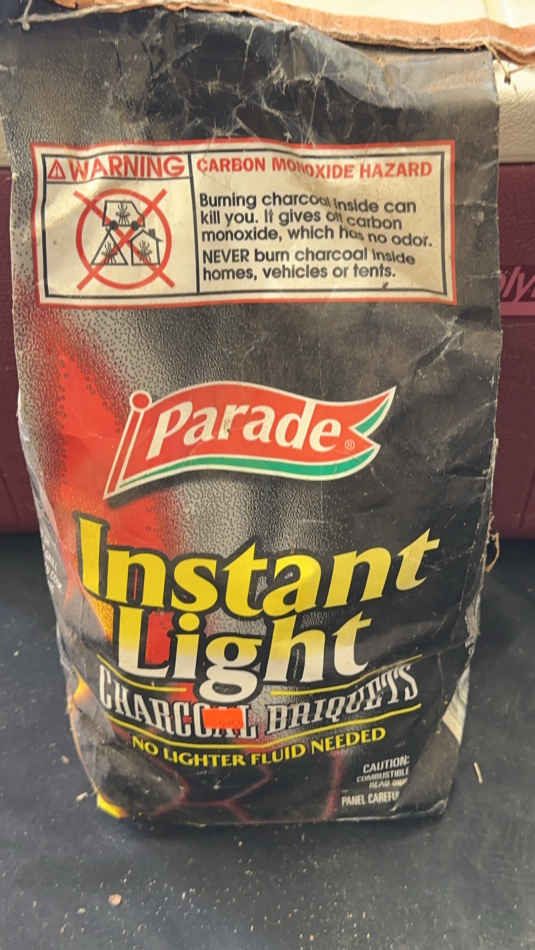 WARNING
CARBON MONOXIDE HAZARD
Burning charcoal inside can
kill you. It gives off carbon
monoxide, which has no odor.
NEVER burn charcoal inside
homes, vehicles or tents.
Parade®
Instant
Light
CHARCOAL BRIQUETS
NO LIGHTER FLUID NEEDED
CAUTION:
COMBUSTIBLE
READ
PANEL